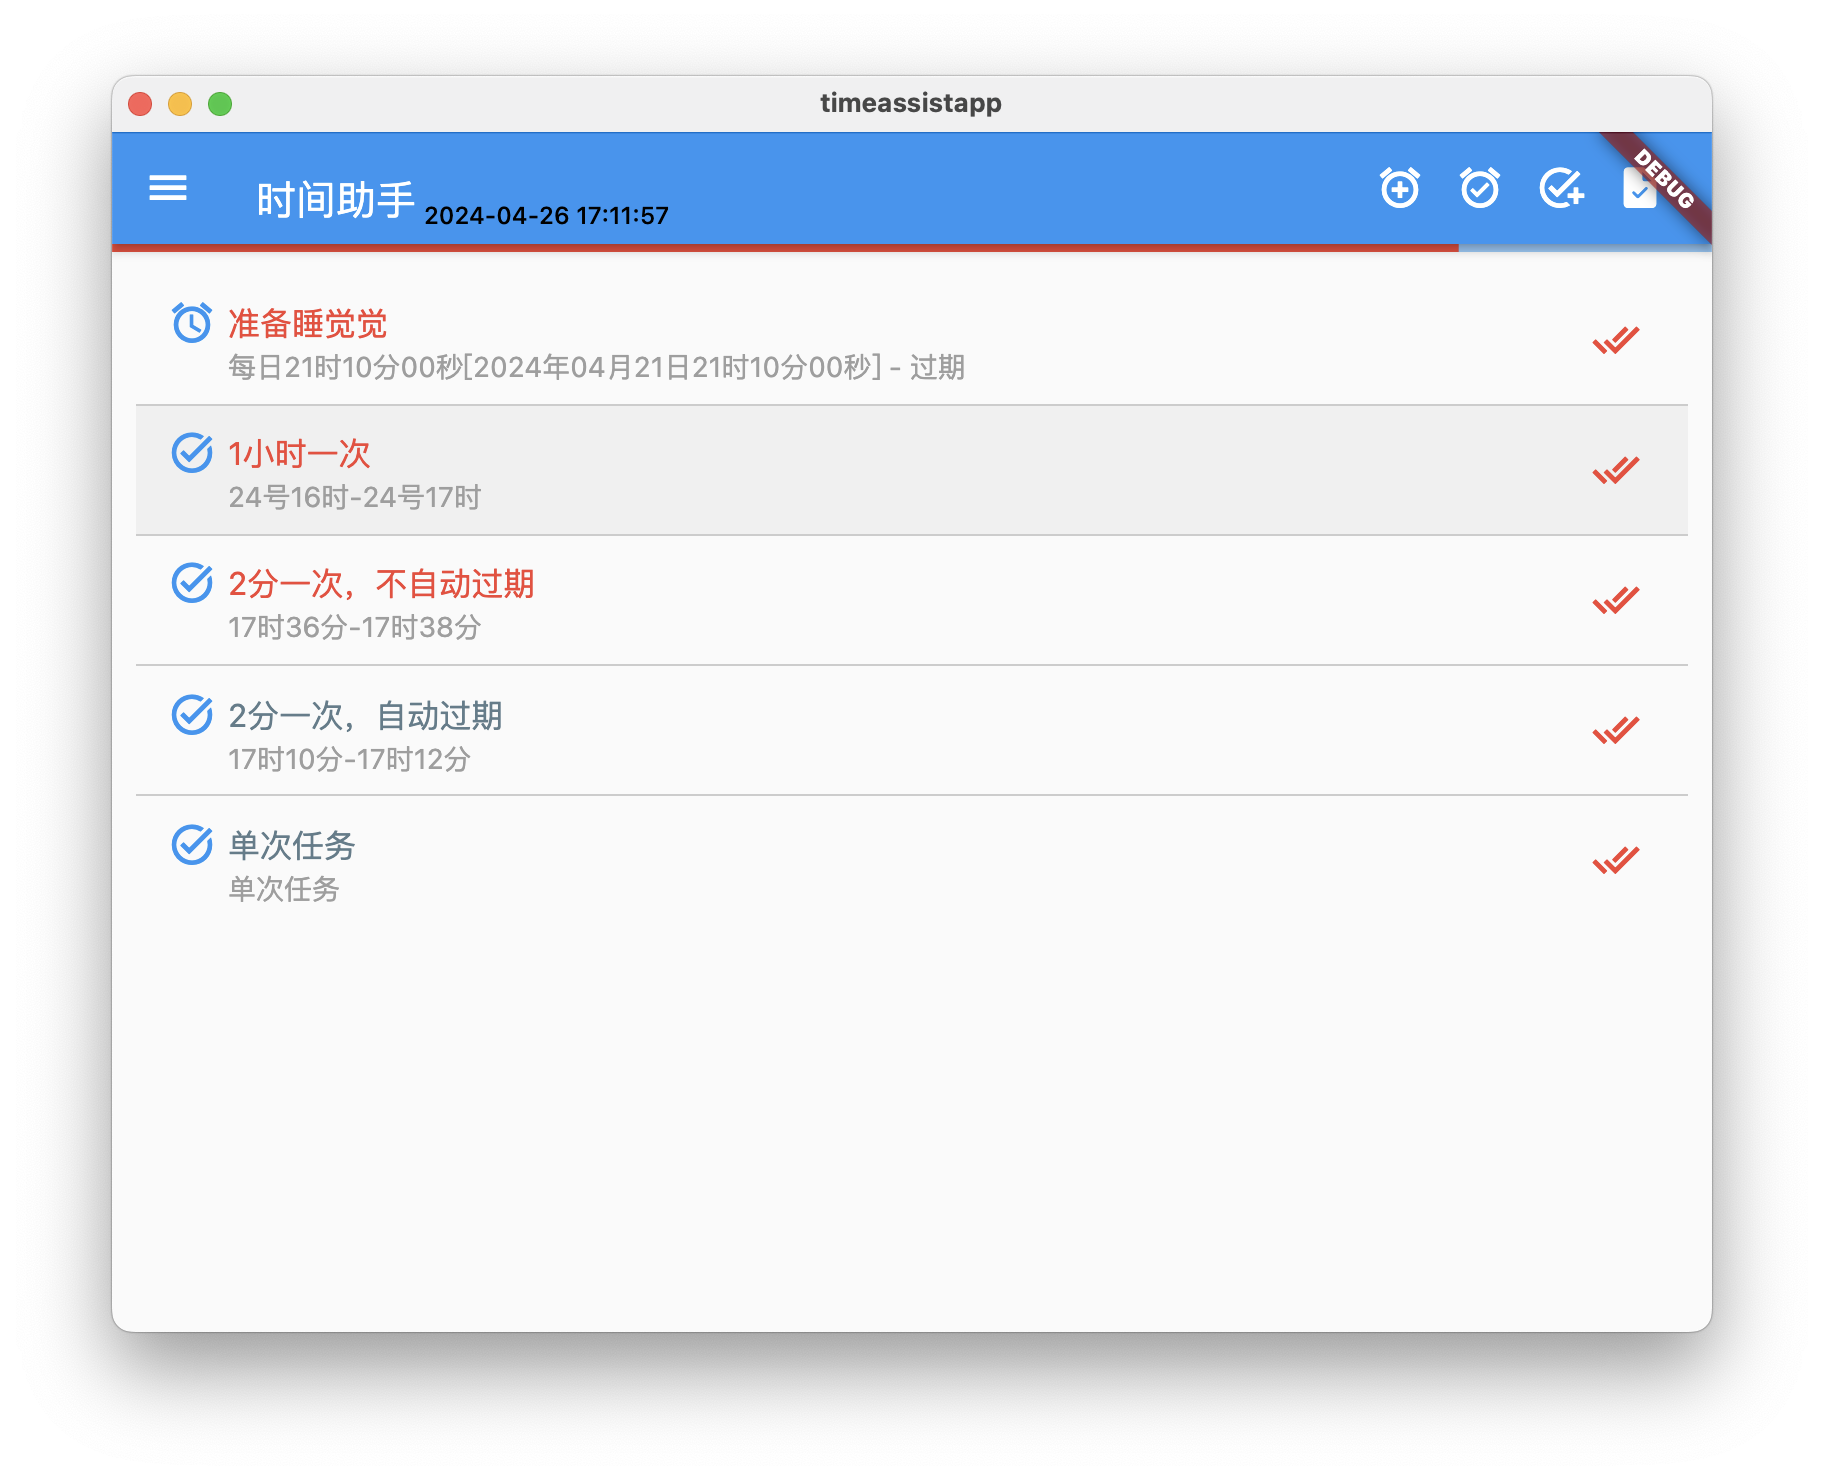 timeassistapp
时间助手 2024-04-26 17:11:57
DEBUG
准备睡觉觉
每日21时10分00秒[2024年04月21日21时10分00秒] - 过期
1小时一次
24号16时-24号17时
2分一次，不自动过期
17时36分-17时38分
2分一次，自动过期
17时10分-17时12分
单次任务
单次任务